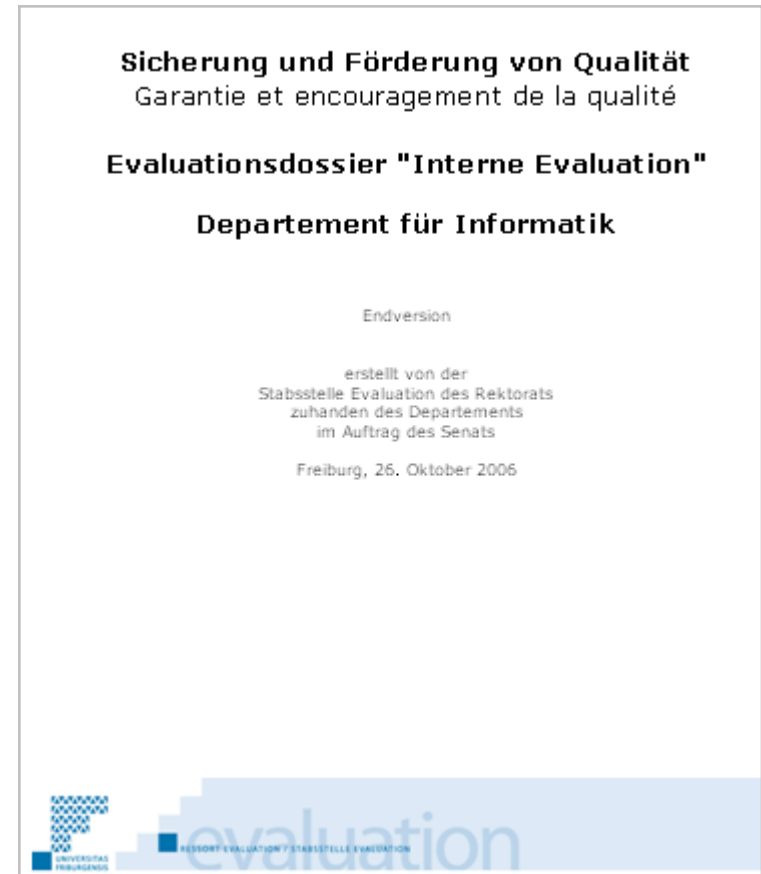 Sicherung und Förderung von Qualität
Garantie et encouragement de la qualité
Evaluationsdossier "Interne Evaluation"
Departement für Informatik
Endversion
erstellt von der
Stabsstelle Evaluation des Rektorats
zuhanden des Departements
im Auftrag des Senats
Freiburg, 26. Oktober 2006
evaluation
RESSORT EVALUATION / STABSSTELLE EVALUATION
UNIVERSITAS
FRIBURGENSIS